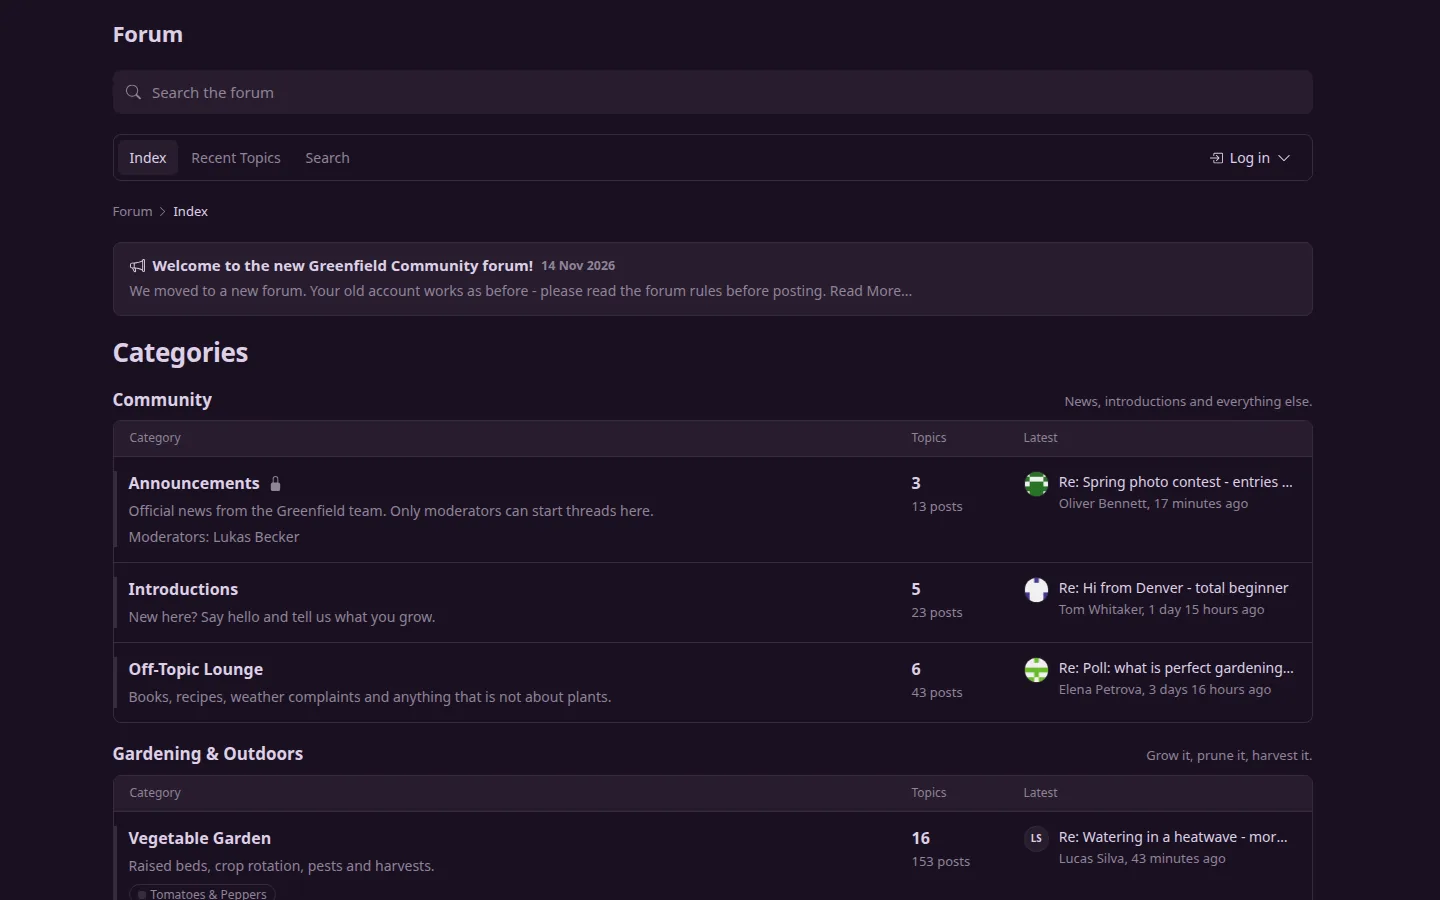 Forum
Search the forum
Index
Recent Topics
Search
Log in
Forum > Index
Welcome to the new Greenfield Community forum! 14 Nov 2026
We moved to a new forum. Your old account works as before - please read the forum rules before posting. Read More...
Categories
Community
News, introductions and everything else.
Category
Topics
Latest
Announcements
Official news from the Greenfield team. Only moderators can start threads here.
Moderators: Lukas Becker
3
13 posts
Re: Spring photo contest - entries ...
Oliver Bennett, 17 minutes ago
Introductions
New here? Say hello and tell us what you grow.
5
23 posts
Re: Hi from Denver - total beginner
Tom Whitaker, 1 day 15 hours ago
Off-Topic Lounge
Books, recipes, weather complaints and anything that is not about plants.
6
43 posts
Re: Poll: what is perfect gardening...
Elena Petrova, 3 days 16 hours ago
Gardening & Outdoors
Grow it, prune it, harvest it.
Category
Topics
Latest
Vegetable Garden
Raised beds, crop rotation, pests and harvests.
Tomatoes & Peppers
16
153 posts
LS
Re: Watering in a heatwave - mor...
Lucas Silva, 43 minutes ago